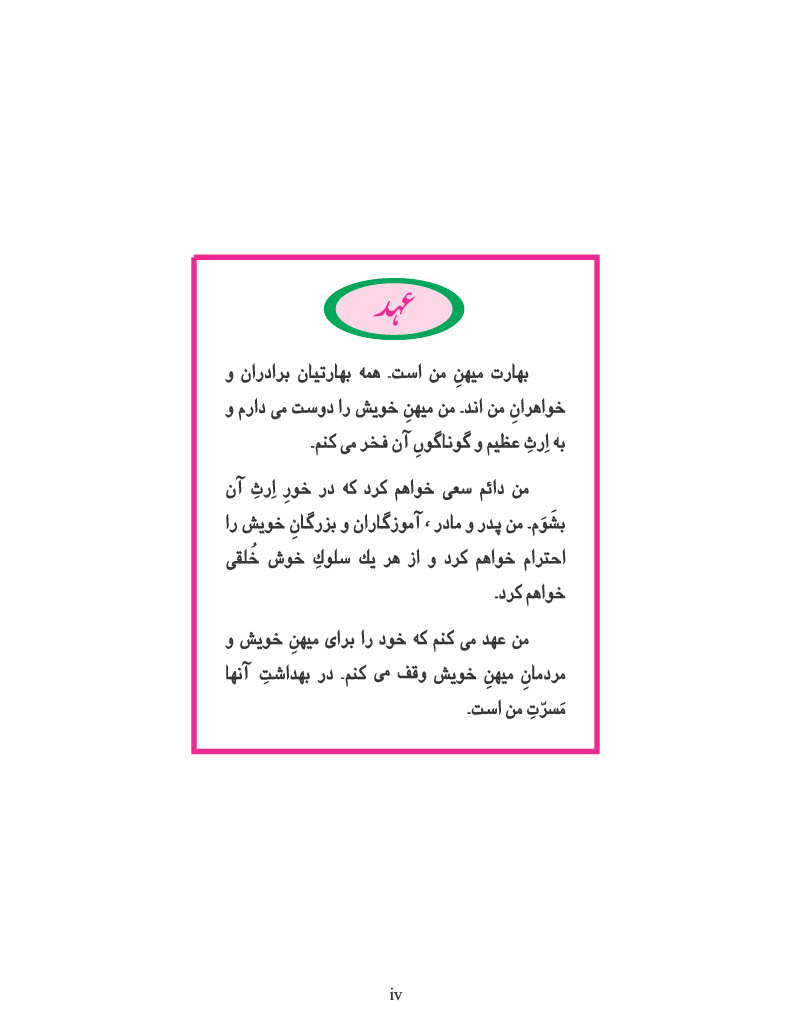 عہد
بھارت میهنِ من است۔ همه بھارتیان برادران و
خواهرانِ من اند۔ من میهنِ خویش را دوست می دارم و
به اِرثِ عظیم و گوناگونِ آن فخر می کنم۔
من دائم سعی خواهم کرد که در خورِ اِرثِ آن
بشَوَم۔ من پدر و مادر ، آموزگاران و بزرگانِ خویش را
احترام خواهم کرد و از هر یك سلوكِ خوش خُلقی
خواهم کرد۔
من عهد می کنم که خود را برای میهنِ خویش و
مردمانِ میهنِ خویش وقف می کنم۔ در بهداشتِ آنها
مَسرّتِ من است۔
iv